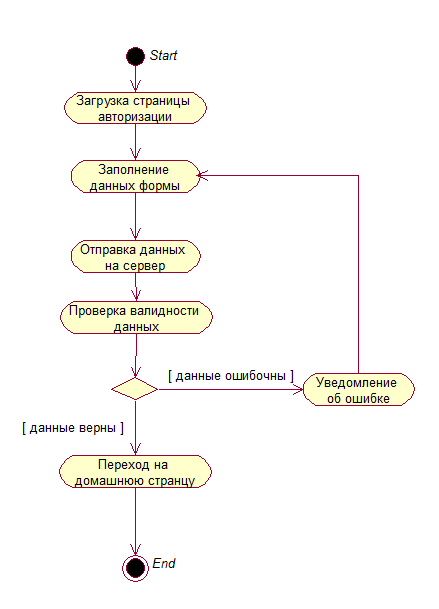 Start
Загрузка страницы
авторизации
Заполнение
данных формы
Отправка данных
на сервер
Проверка валидности
данных
[ данные ошибочны ]
Уведомление
об ошибке
[ данные верны ]
Переход на
домашнюю странцу
End